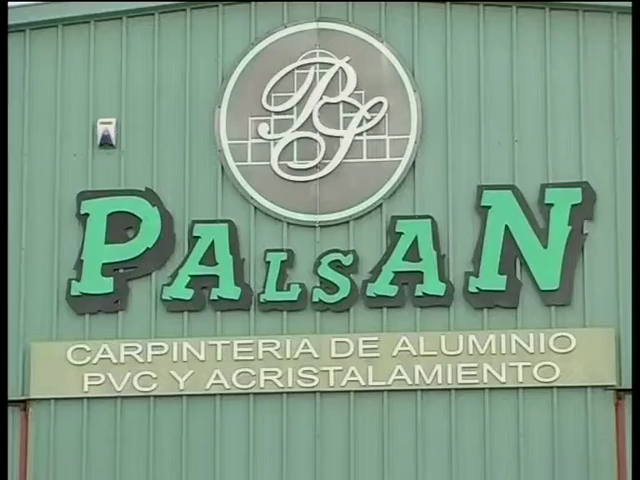 PS
PALSAN
CARPINTERIA DE ALUMINIO
PVC Y ACRISTALAMIENTO